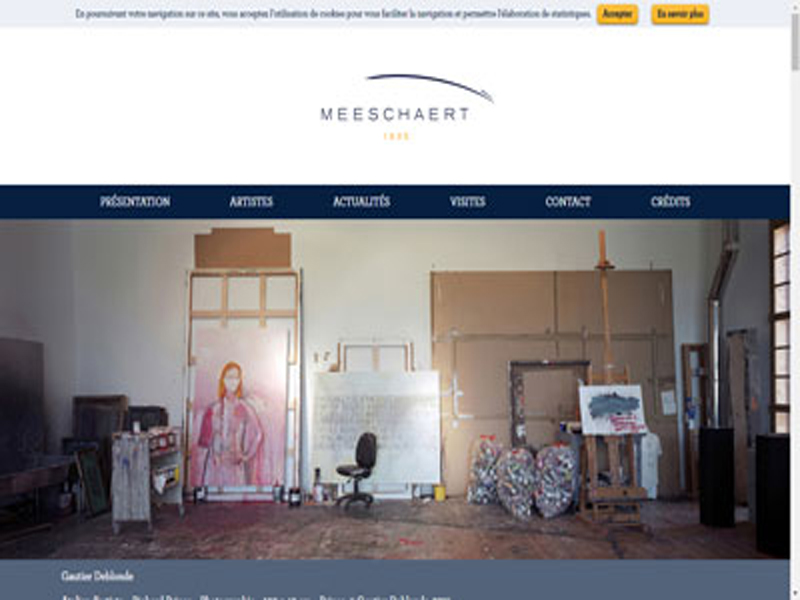 En poursuivant votre navigation sur ce site, vous acceptez l'utilisation de cookies pour vous faciliter la navigation et permettre l'élaboration de statistiques. Accepter En savoir plus
MEESCHAERT
1935
PRÉSENTATION ARTISTES ACTUALITÉS VISITES CONTACT CRÉDITS
Gautier Deblonde